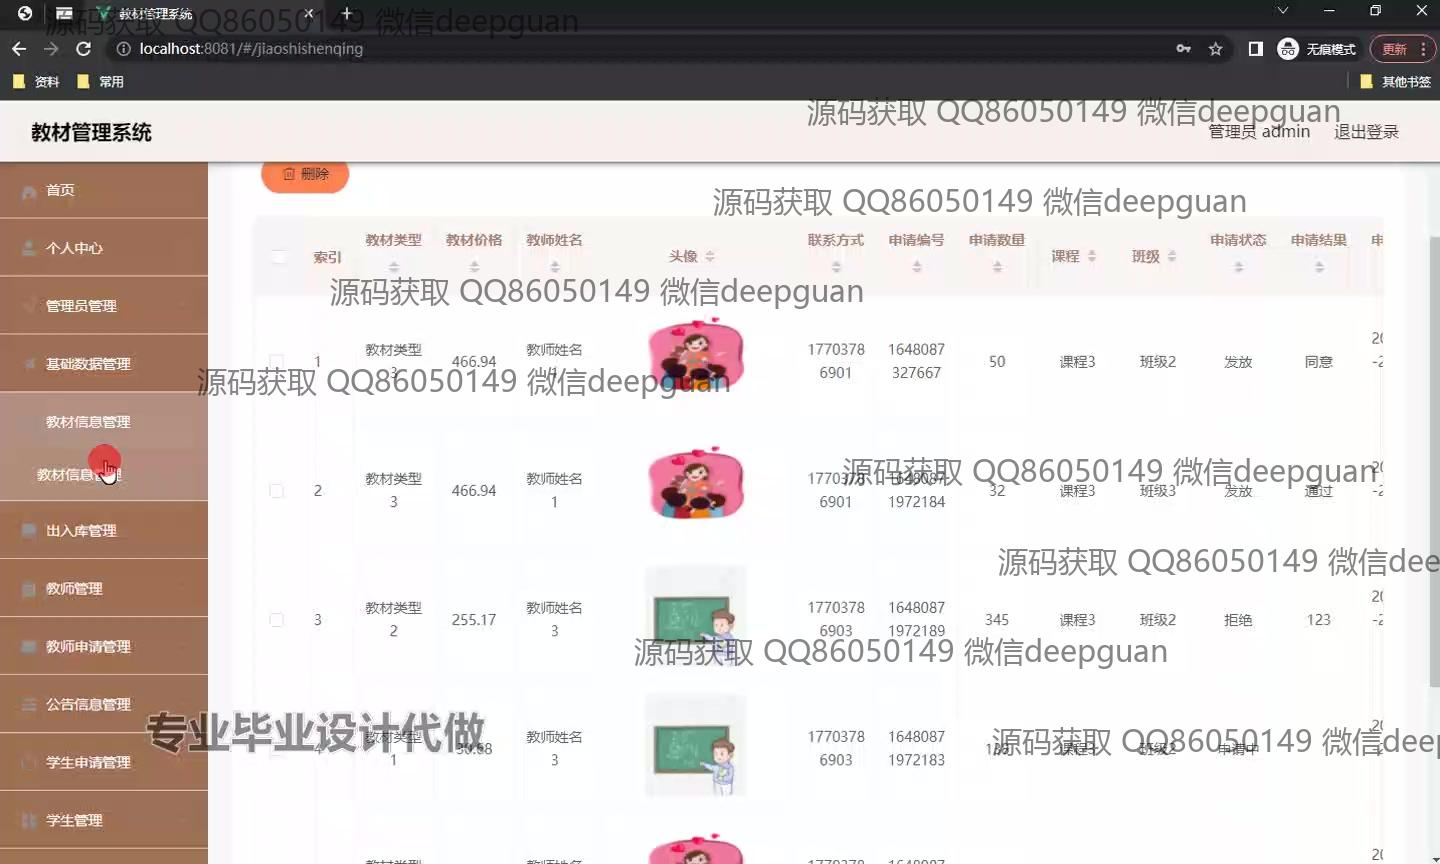 教材管理系统
源码获取 QQ86050149 微信deepguan
localhost:8081/#/jiaoshishenqing
无痕模式
更新
资料
常用
其他书签
源码获取 QQ86050149 微信deepguan
教材管理系统
管理员 admin
退出登录
首页
个人中心
管理员管理
基础数据管理
教材信息管理
教材信息管理
出入库管理
教师管理
教师申请管理
公告信息管理
学生申请管理
学生管理
删除
源码获取 QQ86050149 微信deepguan
索引 教材类型 教材价格 教师姓名 头像 联系方式 申请编号 申请数量 课程 班级 申请状态 申请结果 申
源码获取 QQ86050149 微信deepguan
1 教材类型3 466.94 教师姓名1 17703786901 1648087327667 50 课程3 班级2 发放 同意
源码获取 QQ86050149 微信deepguan
2 教材类型3 466.94 教师姓名1 17703786901 16480871972184 32 课程3 班级3 发放 通过
源码获取 QQ86050149 微信deepguan
源码获取 QQ86050149 微信dee
3 教材类型2 255.17 教师姓名3 17703786903 16480871972189 345 课程3 班级2 拒绝 123
源码获取 QQ86050149 微信deepguan
4 教材类型1 教师姓名3 17703786903 16480871972183 课程3 班级2 申请中
源码获取 QQ86050149 微信deep
专业毕业设计代做
教材类型 教师姓名 1770378 1648087